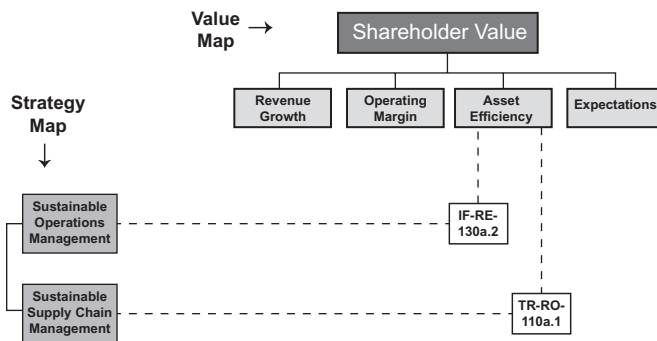 Value
Map
Shareholder Value
Strategy
Map
Revenue
Growth
Operating
Margin
Asset
Efficiency
Expectations
Sustainable
Operations
Management
IF-RE-
130a.2
Sustainable
Supply Chain
Management
TR-RO-
110a.1